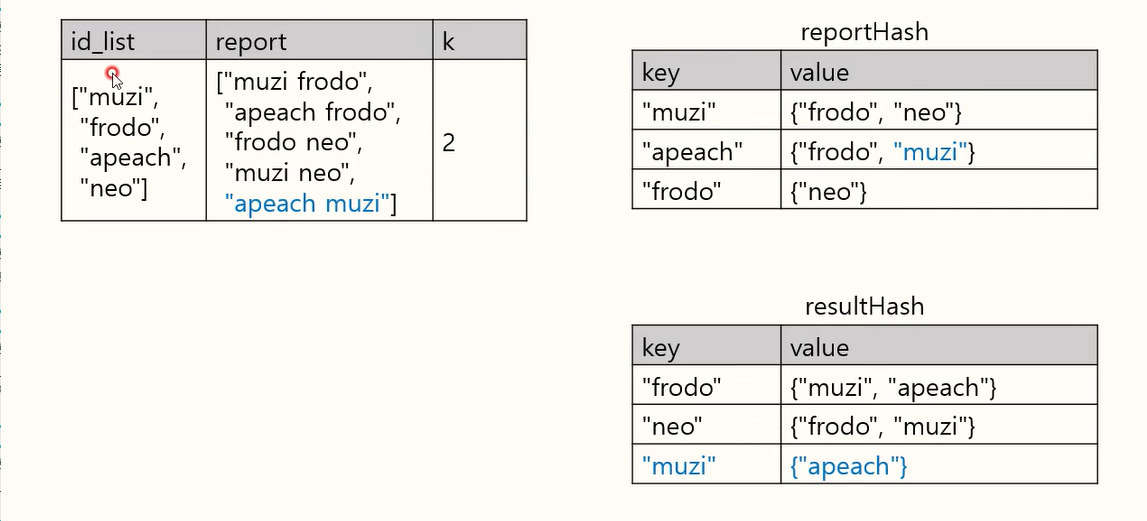 id_list report k
["muzi",
"frodo",
"apeach",
"neo"]
["muzi frodo",
"apeach frodo",
"frodo neo",
"muzi neo",
"apeach muzi"]
2
reportHash
key value
"muzi" {"frodo", "neo"}
"apeach" {"frodo", "muzi"}
"frodo" {"neo"}
resultHash
key value
"frodo" {"muzi", "apeach"}
"neo" {"frodo", "muzi"}
"muzi" {"apeach"}